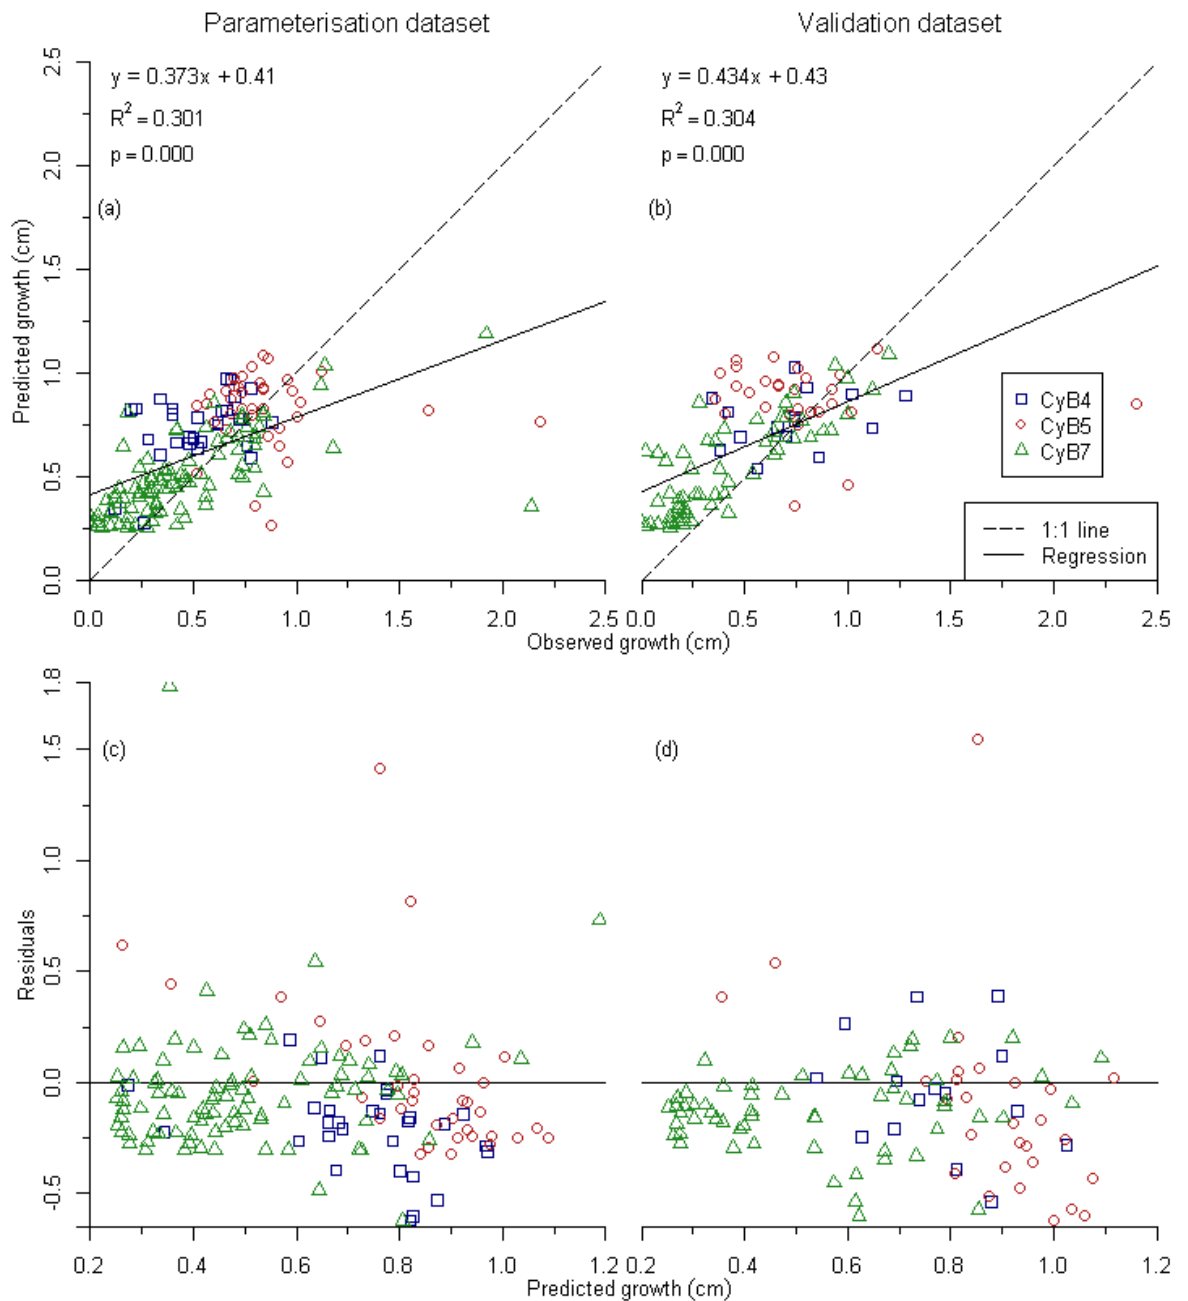 Parameterisation dataset
Validation dataset
y = 0.373x + 0.41
R² = 0.301
p = 0.000
(a)
Predicted growth (cm)
0.0 0.5 1.0 1.5 2.0 2.5
0.0 0.5 1.0 1.5 2.0 2.5
y = 0.434x + 0.43
R² = 0.304
p = 0.000
(b)
CyB4
CyB5
CyB7
1:1 line
Regression
0.0 0.5 1.0 1.5 2.0 2.5
Observed growth (cm)
(c)
Residuals
-0.5 0.0 0.5 1.0 1.5 1.8
0.2 0.4 0.6 0.8 1.0 1.2
(d)
0.2 0.4 0.6 0.8 1.0 1.2
Predicted growth (cm)